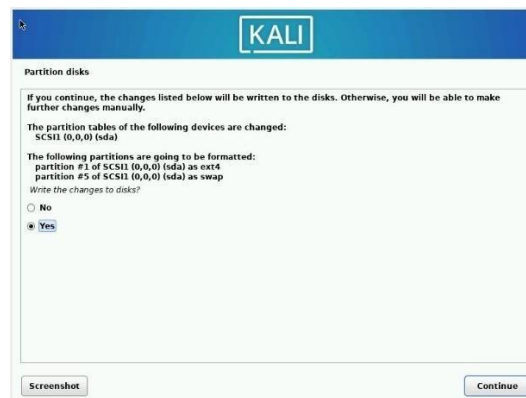 KALI
Partition disks
If you continue, the changes listed below will be written to the disks. Otherwise, you will be able to make
further changes manually.
The partition tables of the following devices are changed:
SCSI1 (0,0,0) (sda)
The following partitions are going to be formatted:
partition #1 of SCSI1 (0,0,0) (sda) as ext4
partition #5 of SCSI1 (0,0,0) (sda) as swap
Write the changes to disks?
No
Yes
Screenshot
Continue